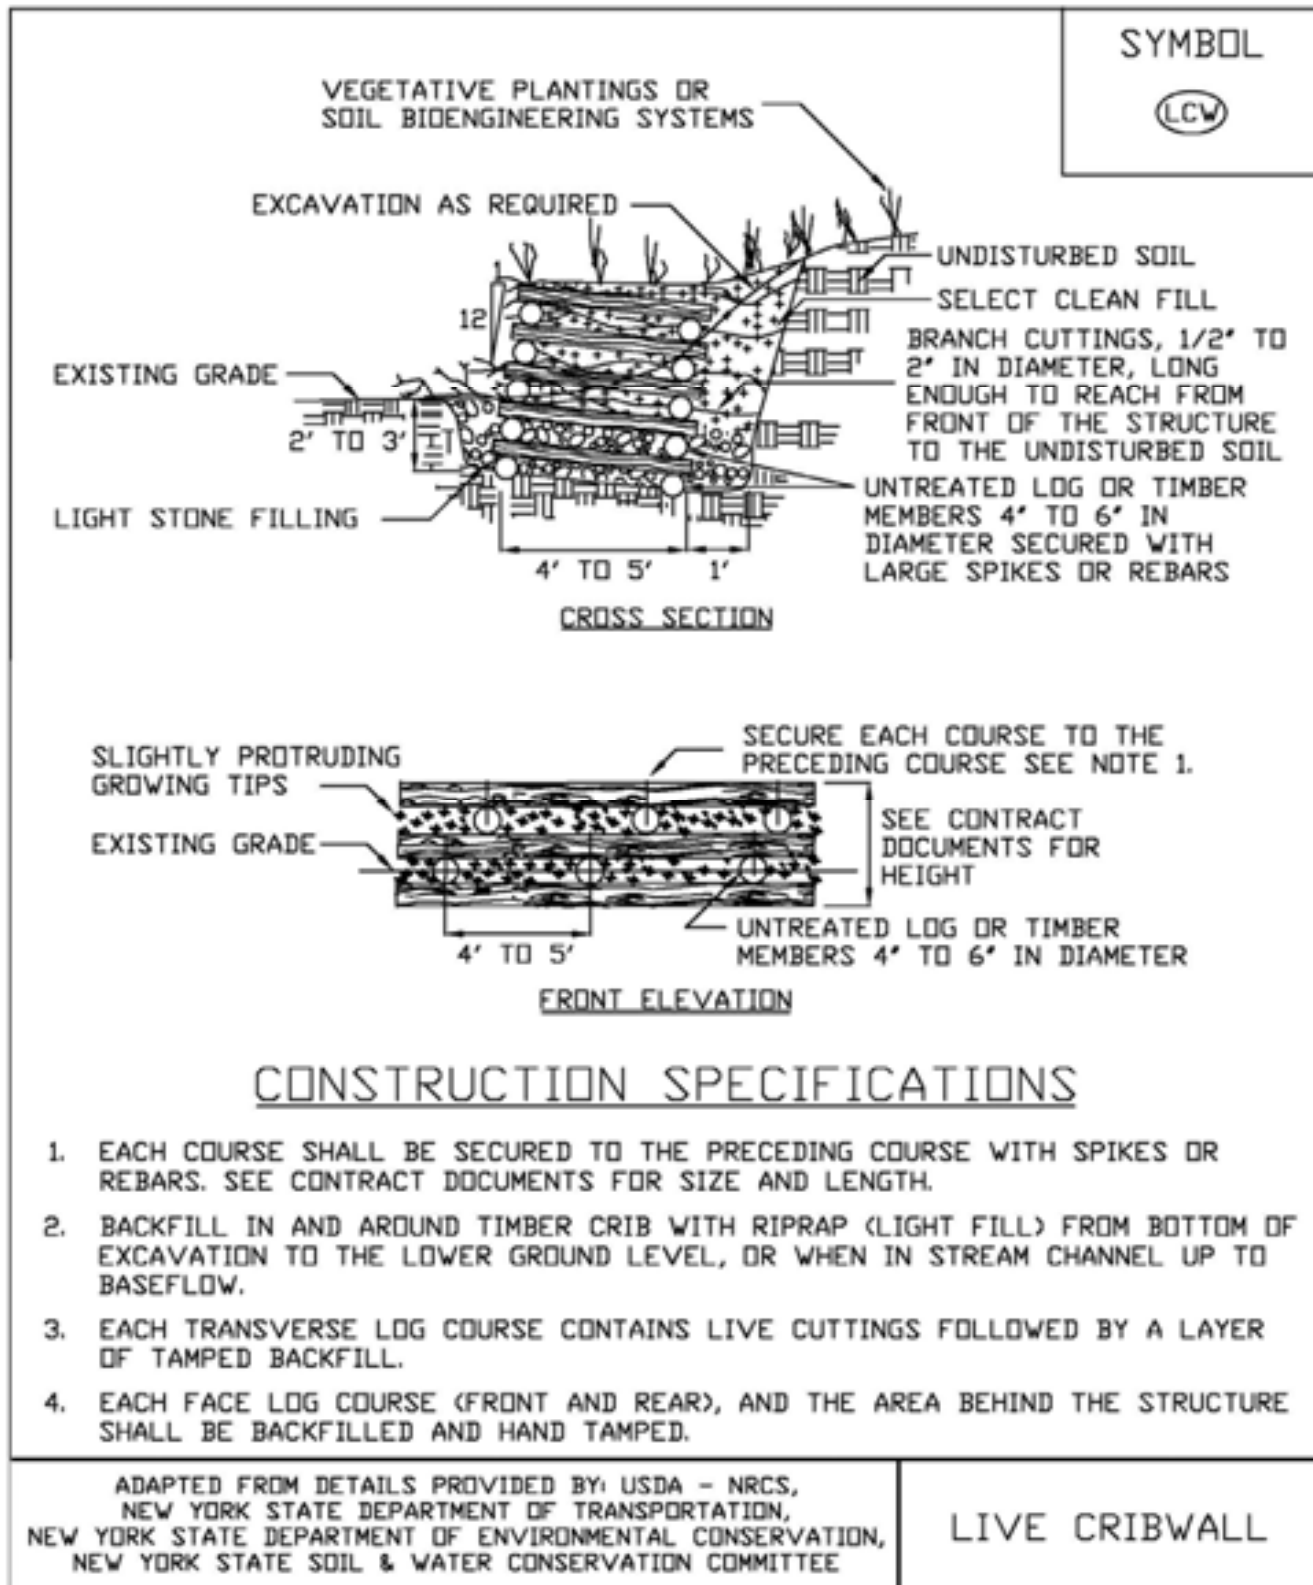 SYMBOL
LCW
VEGETATIVE PLANTINGS OR
SOIL BIOENGINEERING SYSTEMS
EXCAVATION AS REQUIRED
UNDISTURBED SOIL
SELECT CLEAN FILL
12
1
BRANCH CUTTINGS, 1/2" TO
2" IN DIAMETER, LONG
ENOUGH TO REACH FROM
FRONT OF THE STRUCTURE
TO THE UNDISTURBED SOIL
EXISTING GRADE
2' TO 3'
UNTREATED LOG OR TIMBER
MEMBERS 4" TO 6" IN
DIAMETER SECURED WITH
LARGE SPIKES OR REBARS
LIGHT STONE FILLING
4' TO 5'
1'
CROSS SECTION
SLIGHTLY PROTRUDING
GROWING TIPS
SECURE EACH COURSE TO THE
PRECEDING COURSE SEE NOTE 1.
EXISTING GRADE
SEE CONTRACT
DOCUMENTS FOR
HEIGHT
4' TO 5'
UNTREATED LOG OR TIMBER
MEMBERS 4" TO 6" IN DIAMETER
FRONT ELEVATION
CONSTRUCTION SPECIFICATIONS
1. EACH COURSE SHALL BE SECURED TO THE PRECEDING COURSE WITH SPIKES OR
REBARS. SEE CONTRACT DOCUMENTS FOR SIZE AND LENGTH.
2. BACKFILL IN AND AROUND TIMBER CRIB WITH RIPRAP (LIGHT FILL) FROM BOTTOM OF
EXCAVATION TO THE LOWER GROUND LEVEL, OR WHEN IN STREAM CHANNEL UP TO
BASEFLOW.
3. EACH TRANSVERSE LOG COURSE CONTAINS LIVE CUTTINGS FOLLOWED BY A LAYER
OF TAMPED BACKFILL.
4. EACH FACE LOG COURSE (FRONT AND REAR), AND THE AREA BEHIND THE STRUCTURE
SHALL BE BACKFILLED AND HAND TAMPED.
ADAPTED FROM DETAILS PROVIDED BY: USDA - NRCS,
NEW YORK STATE DEPARTMENT OF TRANSPORTATION,
NEW YORK STATE DEPARTMENT OF ENVIRONMENTAL CONSERVATION,
NEW YORK STATE SOIL & WATER CONSERVATION COMMITTEE
LIVE CRIBWALL